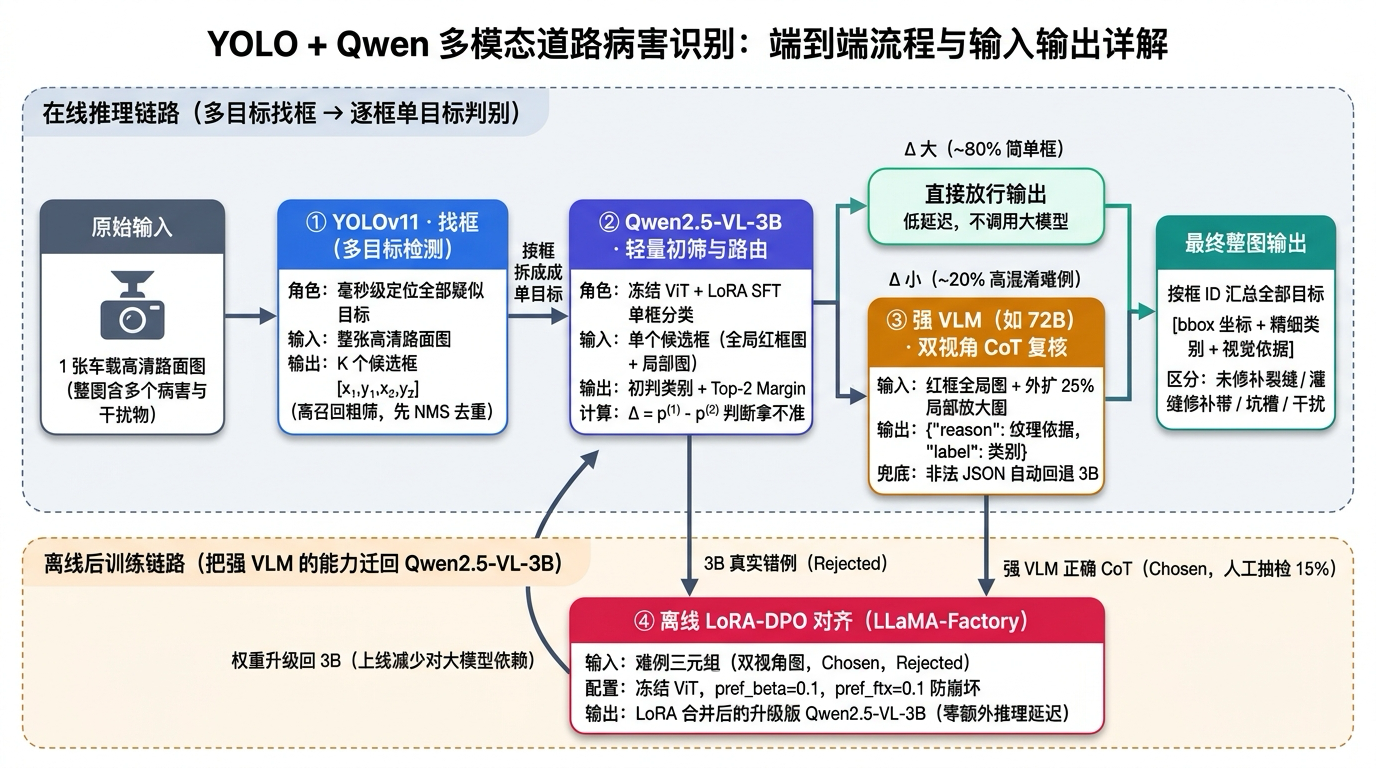 YOLO + Qwen 多模态道路病害识别：端到端流程与输入输出详解
在线推理链路（多目标找框 → 逐框单目标判别）
原始输入
1 张车载高清路面图
（整图含多个病害与
干扰物）
① YOLOv11 · 找框
（多目标检测）
角色：毫秒级定位全部疑似
目标
输入：整张高清路面图
输出：K 个候选框
[x₁,y₁,x₂,y₂]
（高召回粗筛，先 NMS 去重）
按框
拆成成
单目标
② Qwen2.5-VL-3B
· 轻量初筛与路由
角色：冻结 ViT + LoRA SFT
单框分类
输入：单个候选框（全局红框图
+ 局部图）
输出：初判类别 + Top-2 Margin
计算：Δ = p⁽¹⁾ - p⁽²⁾ 判断拿不准
Δ 大（~80% 简单框）
直接放行输出
低延迟，不调用大模型
Δ 小（~20% 高混淆难例）
③ 强 VLM（如 72B）
· 双视角 CoT 复核
输入：红框全局图 + 外扩 25%
局部放大图
输出：{"reason": 纹理依据，
"label": 类别}
兜底：非法 JSON 自动回退 3B
最终整图输出
按框 ID 汇总全部目标
[bbox 坐标 + 精细类
别 + 视觉依据]
区分：未修补裂缝 / 灌
缝修补带 / 坑槽 / 干扰
离线后训练链路（把强 VLM 的能力迁回 Qwen2.5-VL-3B）
3B 真实错例（Rejected）
强 VLM 正确 CoT（Chosen，人工抽检 15%）
权重升级回 3B（上线减少对大模型依赖）
④ 离线 LoRA-DPO 对齐（LLaMA-Factory）
输入：难例三元组（双视角图，Chosen，Rejected）
配置：冻结 ViT，pref_beta=0.1，pref_ftx=0.1 防崩坏
输出：LoRA 合并后的升级版 Qwen2.5-VL-3B（零额外推理延迟）